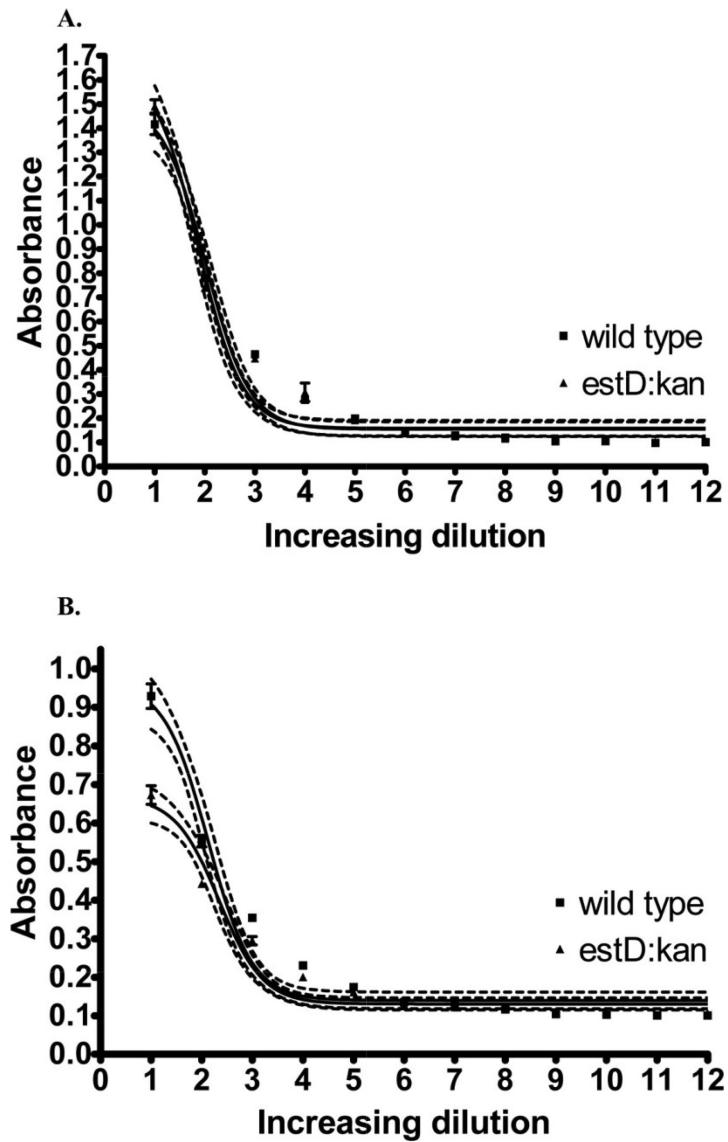 A.
1.7
1.6
1.5
1.4
1.3
1.2
1.1
1.0
0.9
0.8
0.7
0.6
0.5
0.4
0.3
0.2
0.1
0.0
Absorbance
wild type
estD:kan
0 1 2 3 4 5 6 7 8 9 10 11 12
Increasing dilution
B.
1.0
0.9
0.8
0.7
0.6
0.5
0.4
0.3
0.2
0.1
0.0
Absorbance
wild type
estD:kan
0 1 2 3 4 5 6 7 8 9 10 11 12
Increasing dilution